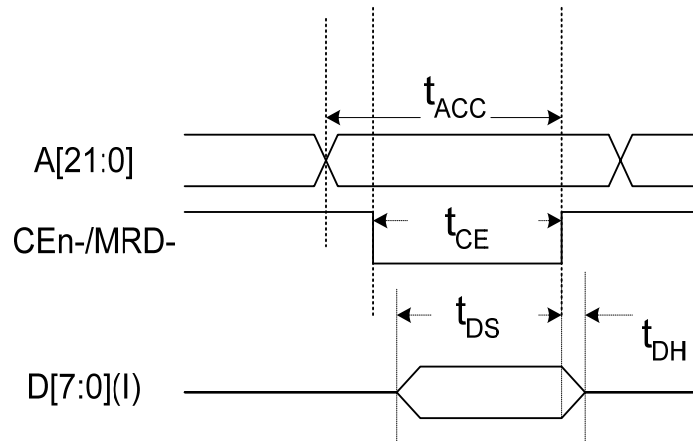 tACC
A[21:0]
CEn-/MRD-
tCE
tDS
tDH
D[7:0](I)